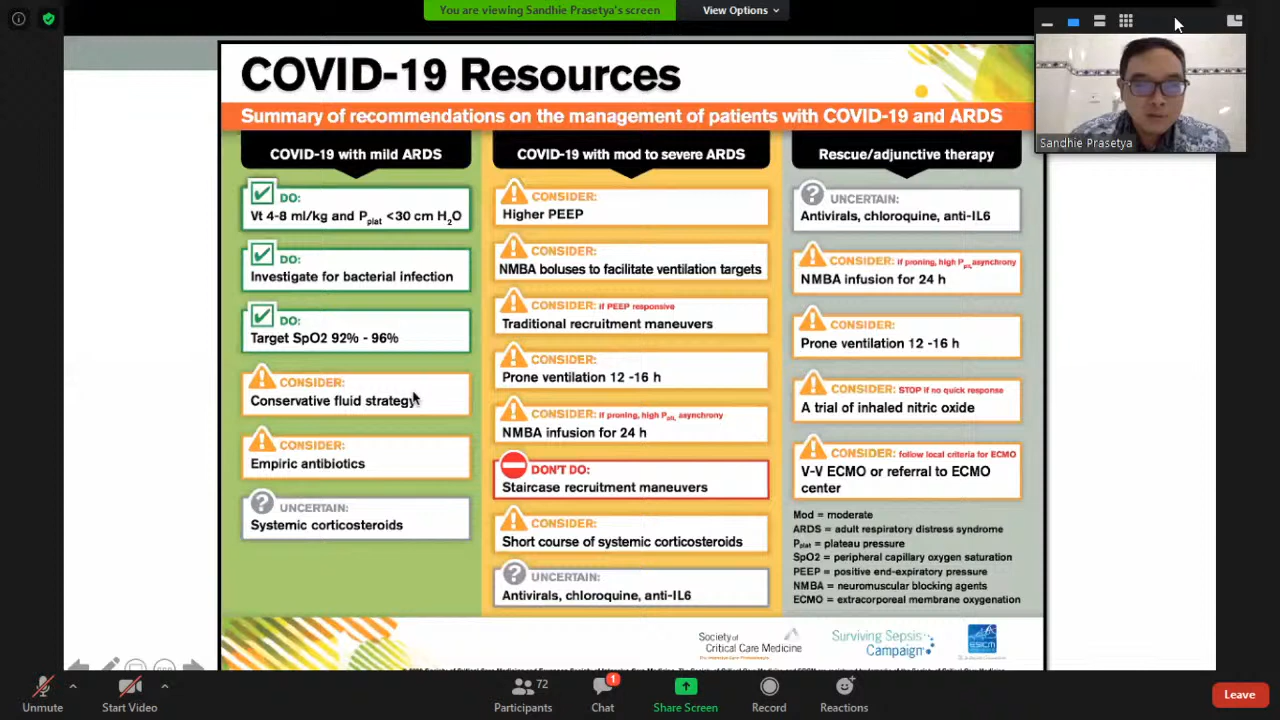 You are viewing Sandhie Prasetya's screen
View Options
Sandhie Prasetya
COVID-19 Resources
Summary of recommendations on the management of patients with COVID-19 and ARDS
COVID-19 with mild ARDS
DO:
Vt 4-8 ml/kg and Pplat <30 cm H2O
DO:
Investigate for bacterial infection
DO:
Target SpO2 92% - 96%
CONSIDER:
Conservative fluid strategy
CONSIDER:
Empiric antibiotics
UNCERTAIN:
Systemic corticosteroids
COVID-19 with mod to severe ARDS
CONSIDER:
Higher PEEP
CONSIDER:
NMBA boluses to facilitate ventilation targets
CONSIDER: if PEEP responsive
Traditional recruitment maneuvers
CONSIDER:
Prone ventilation 12 -16 h
CONSIDER: if proning, high Pplt, asynchrony
NMBA infusion for 24 h
DON'T DO:
Staircase recruitment maneuvers
CONSIDER:
Short course of systemic corticosteroids
UNCERTAIN:
Antivirals, chloroquine, anti-IL6
Rescue/adjunctive therapy
UNCERTAIN:
Antivirals, chloroquine, anti-IL6
CONSIDER: if proning, high Pplt, asynchrony
NMBA infusion for 24 h
CONSIDER:
Prone ventilation 12 -16 h
CONSIDER: STOP if no quick response
A trial of inhaled nitric oxide
CONSIDER: follow local criteria for ECMO
V-V ECMO or referral to ECMO
center
Mod = moderate
ARDS = adult respiratory distress syndrome
Pplat = plateau pressure
SpO2 = peripheral capillary oxygen saturation
PEEP = positive end-expiratory pressure
NMBA = neuromuscular blocking agents
ECMO = extracorporeal membrane oxygenation
Society of
Critical Care Medicine
Surviving Sepsis
Campaign
ESICM
Unmute
Start Video
72
Participants
1
Chat
Share Screen
Record
Reactions
Leave